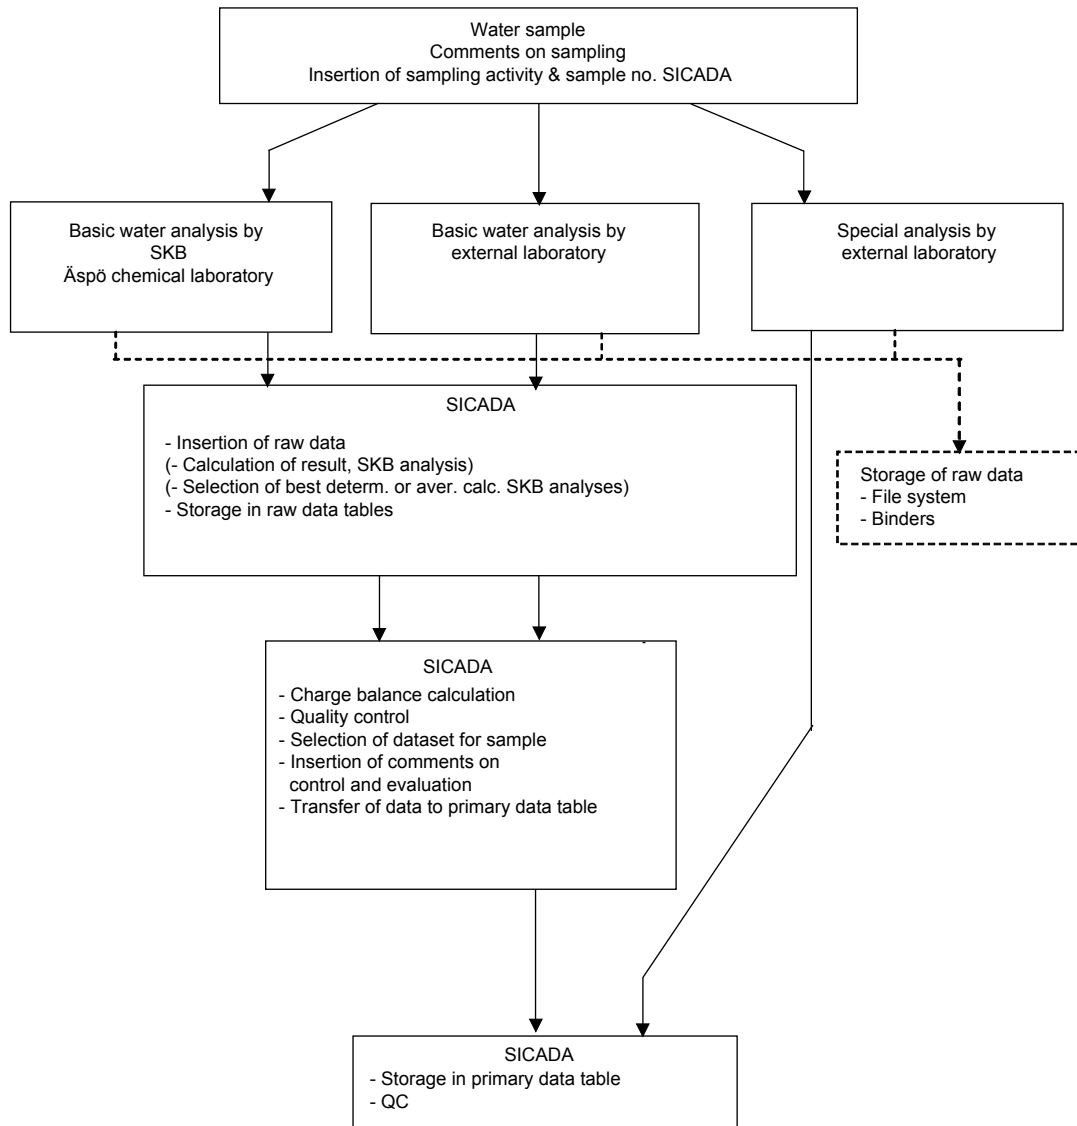 Water sample
Comments on sampling
Insertion of sampling activity & sample no. SICADA
Basic water analysis by
SKB
Äspö chemical laboratory
Basic water analysis by
external laboratory
Special analysis by
external laboratory
SICADA
- Insertion of raw data
(- Calculation of result, SKB analysis)
(- Selection of best determ. or aver. calc. SKB analyses)
- Storage in raw data tables
Storage of raw data
- File system
- Binders
SICADA
- Charge balance calculation
- Quality control
- Selection of dataset for sample
- Insertion of comments on
control and evaluation
- Transfer of data to primary data table
SICADA
- Storage in primary data table
- QC